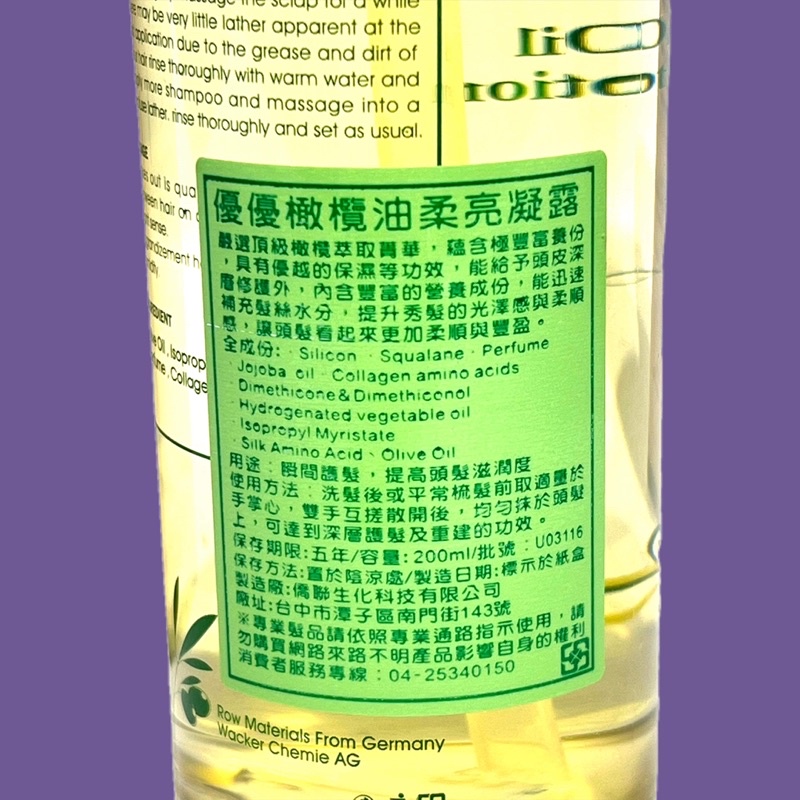 massage the sclap for a while
may be very little lather apparent at the
application due to the grease and dirt of
hair rinse thoroughly with warm water and
more shampoo and massage into a
lather. rinse thoroughly and set as usual.
Oil
優優橄欖油柔亮凝露
嚴選頂級橄欖萃取菁華，蘊含極豐富養份
，具有優越的保濕等功效，能給予頭皮深
層修護外，內含豐富的營養成份，能迅速
補充髮絲水分，提升秀髮的光澤感與柔順
感，讓頭髮看起來更加柔順與豐盈。
全成份: · Silicon · Squalane · Perfume
· Jojoba oil · Collagen amino acids
· Dimethicone & Dimethiconol
· Hydrogenated vegetable oil
· Isopropyl Myristate
· Silk Amino Acid、Olive Oil
用途：瞬間護髮，提高頭髮滋潤度
使用方法：洗髮後或平常梳髮前取適量於
手掌心，雙手互搓散開後，均勻抹於頭髮
上，可達到深層護髮及重建的功效。
保存期限:五年/容量:200ml/批號：U03116
保存方法:置於陰涼處/製造日期:標示於紙盒
製造廠:僑聯生化科技有限公司
廠址:台中市潭子區南門街143號
※專業髮品請依照專業通路指示使用，請
勿購買網路來路不明產品影響自身的權利
消費者服務專線：04-25340150
Row Materials From Germany
Wacker Chemie AG